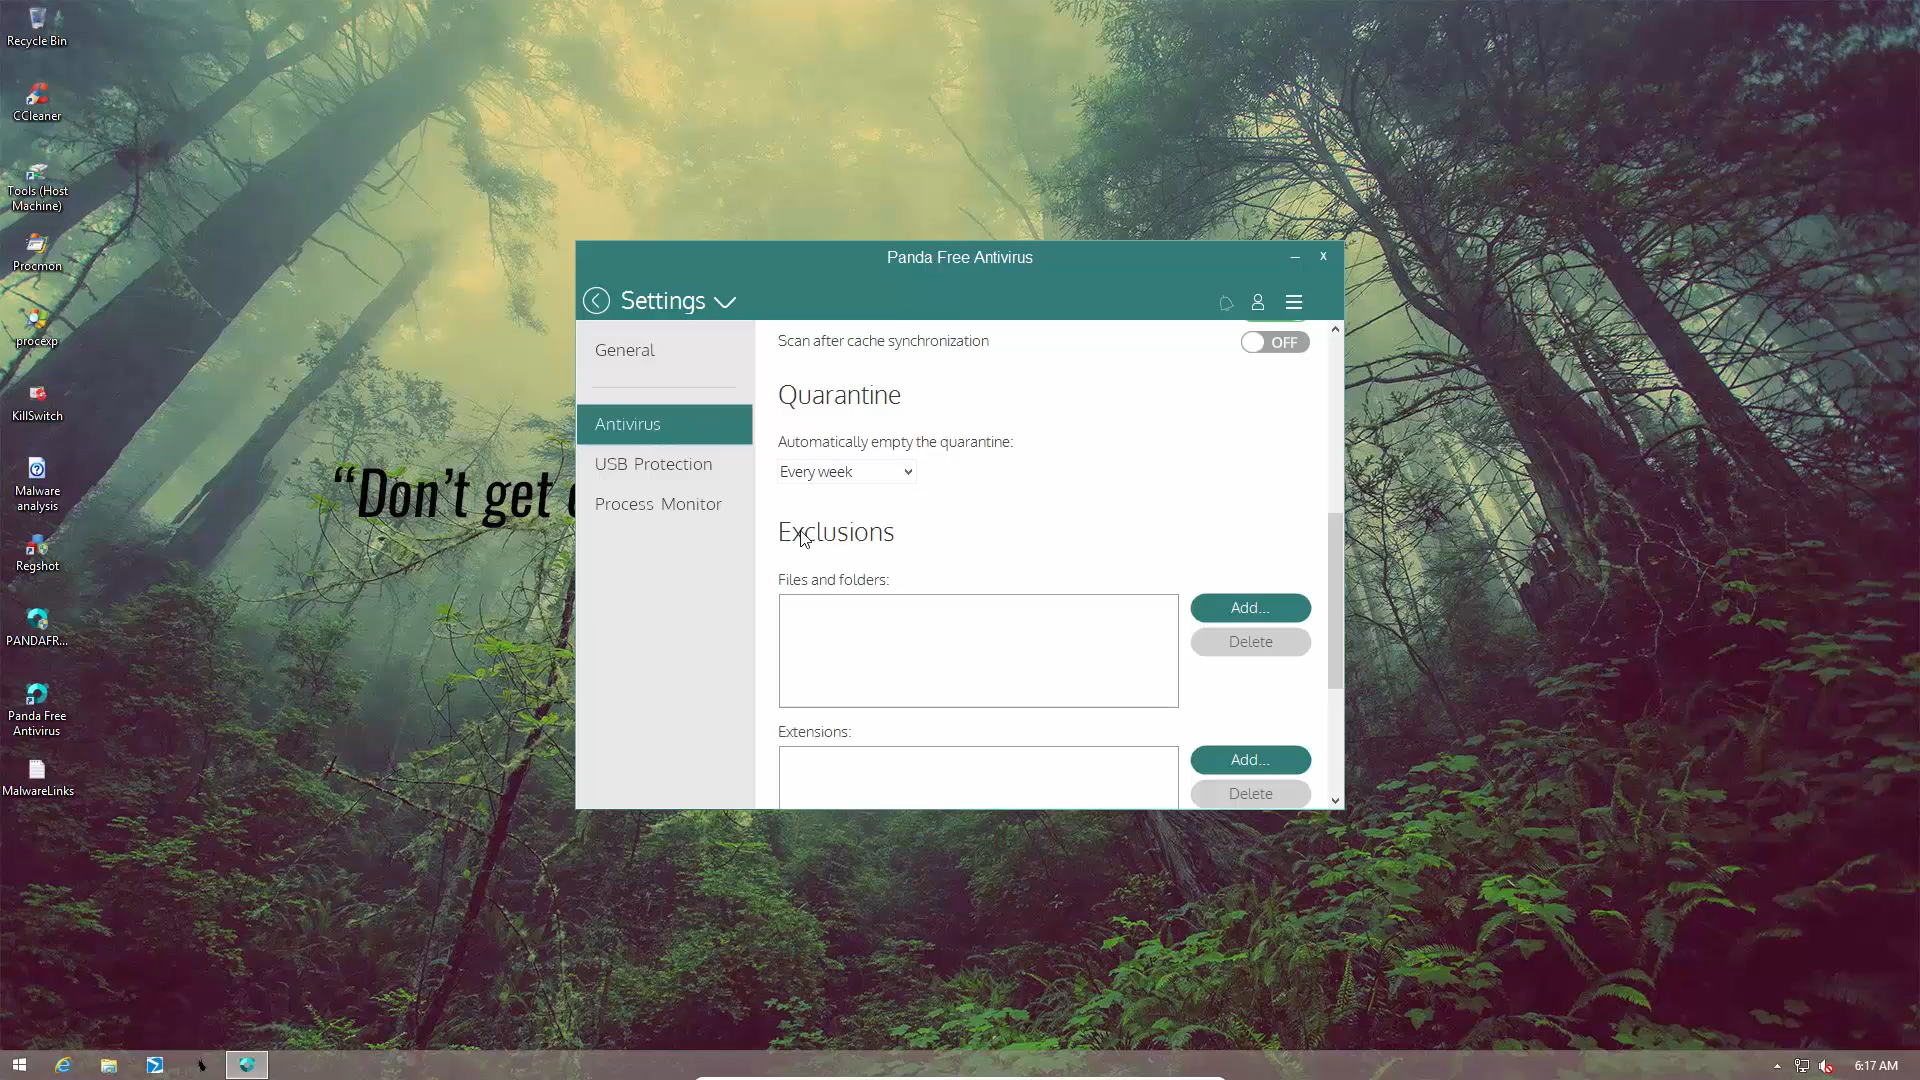 Recycle Bin
CCleaner
Tools (Host
Machine)
Procmon
procexp
KillSwitch
Malware
analysis
Regshot
PANDAFR...
Panda Free
Antivirus
MalwareLinks
“Don’t get
Panda Free Antivirus
x
Settings
General
Antivirus
USB Protection
Process Monitor
Scan after cache synchronization
OFF
Quarantine
Automatically empty the quarantine:
Every week
Exclusions
Files and folders:
Add...
Delete
Extensions:
Add...
Delete
6:17 AM